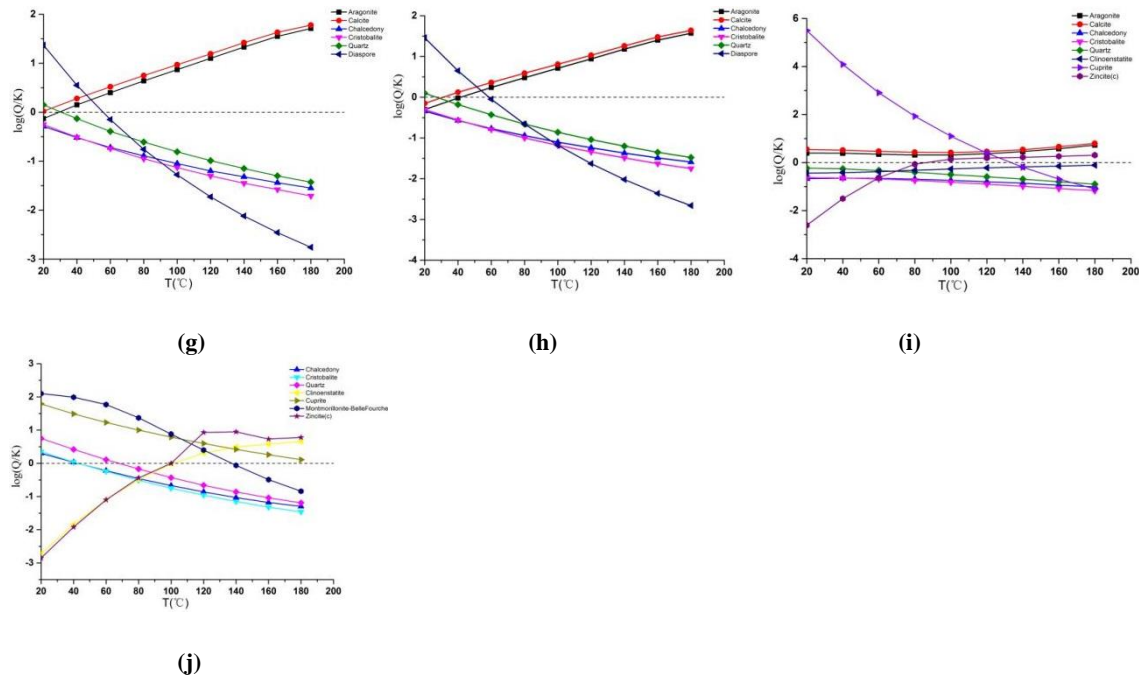 Aragonite
Calcite
Chalcedony
Cristobalite
Quartz
Diaspore
2
1
0
-1
-2
-3
log(Q/K)
20 40 60 80 100 120 140 160 180 200
T(℃)
(g)
Aragonite
Calcite
Chalcedony
Cristobalite
Quartz
Diaspore
2
1
0
-1
-2
-3
-4
log(Q/K)
20 40 60 80 100 120 140 160 180 200
T(℃)
(h)
Aragonite
Calcite
Chalcedony
Cristobalite
Quartz
Clinoenstatite
Cuprite
Zincite(c)
6
4
2
0
-2
-4
log(Q/K)
20 40 60 80 100 120 140 160 180 200
T(℃)
(i)
Chalcedony
Cristobalite
Quartz
Clinoenstatite
Cuprite
Montmorillonite-BelleFourche
Zincite(c)
3
2
1
0
-1
-2
-3
log(Q/K)
20 40 60 80 100 120 140 160 180 200
T(℃)
(j)